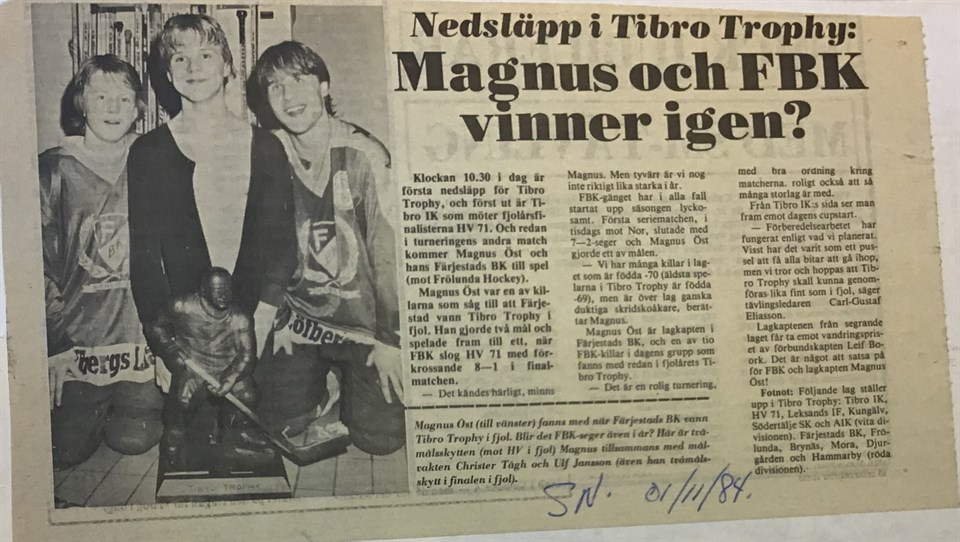 Nedsläpp i Tibro Trophy:
Magnus och FBK
vinner igen?
Klockan 10.30 i dag är
första nedsläpp för Tibro
Trophy, och först ut är Ti-
bro IK som möter fjolårsfi-
nalisterna HV 71. Och redan
i turneringens andra match
kommer Magnus Öst och
hans Färjestads BK till spel
(mot Frölunda Hockey).
Magnus Öst var en av kil-
larna som såg till att Färje-
stad vann Tibro Trophy i
fjol. Han gjorde två mål och
spelade fram till ett, när
FBK slog HV 71 med för-
krossande 8—1 i final-
matchen.
— Det kändes härligt, minns
Magnus. Men tyvärr är vi nog
inte riktigt lika starka i år.
FBK-gänget har i alla fall
startat upp säsongen lycko-
samt. Första seriematchen, i
tisdags mot Nor, slutade med
7—2-seger och Magnus Öst
gjorde ett av målen.
— Vi har många killar i lag-
et som är födda -70 (äldsta spe-
larna i Tibro Trophy är födda
-69), men är över lag ganska
duktiga skridskoåkare, berät-
tar Magnus.
Magnus Öst är lagkapten i
Färjestads BK, och en av tio
FBK-killar i dagens grupp som
fanns med redan i fjolårets Ti-
bro Trophy.
— Det är en rolig turnering,
med bra ordning kring
matcherna. roligt också att så
många storlag är med.
Från Tibro IK:s sida ser man
fram emot dagens cupstart.
— Förberedelsearbetet har
fungerat enligt vad vi planerat.
Visst har det varit som ett pus-
sel att få alla bitar att gå ihop,
men vi tror och hoppas att Tib-
ro Trophy skall kunna genom-
föras lika fint som i fjol, säger
tävlingsledaren Carl-Gustaf
Eliasson.
Lagkaptenen från segrande
laget får ta emot vandringspris-
et av förbundskapten Leif Bo-
ork. Det är något att satsa på
för FBK och lagkapten Magnus
Öst!
Fotnot: Följande lag ställer
upp i Tibro Trophy: Tibro IK,
HV 71, Leksands IF, Kungälv,
Södertälje SK och AIK (vita di-
visionen). Färjestads BK, Frö-
lunda, Brynäs, Mora, Djur-
gården och Hammarby (röda
divisionen).
Magnus Öst (till vänster) fanns med när Färjestads BK vann
Tibro Trophy i fjol. Blir det FBK-seger även i år? Här är två-
målsskytten (mot HV i fjol) Magnus tillsammans med mål-
vakten Christer Tägh och Ulf Jansson (även han tvåmåls-
skytt i finalen i fjol).
SN. 01/11/84.
F
BK
F
bergs L
öfber
TIBRO TROPHY